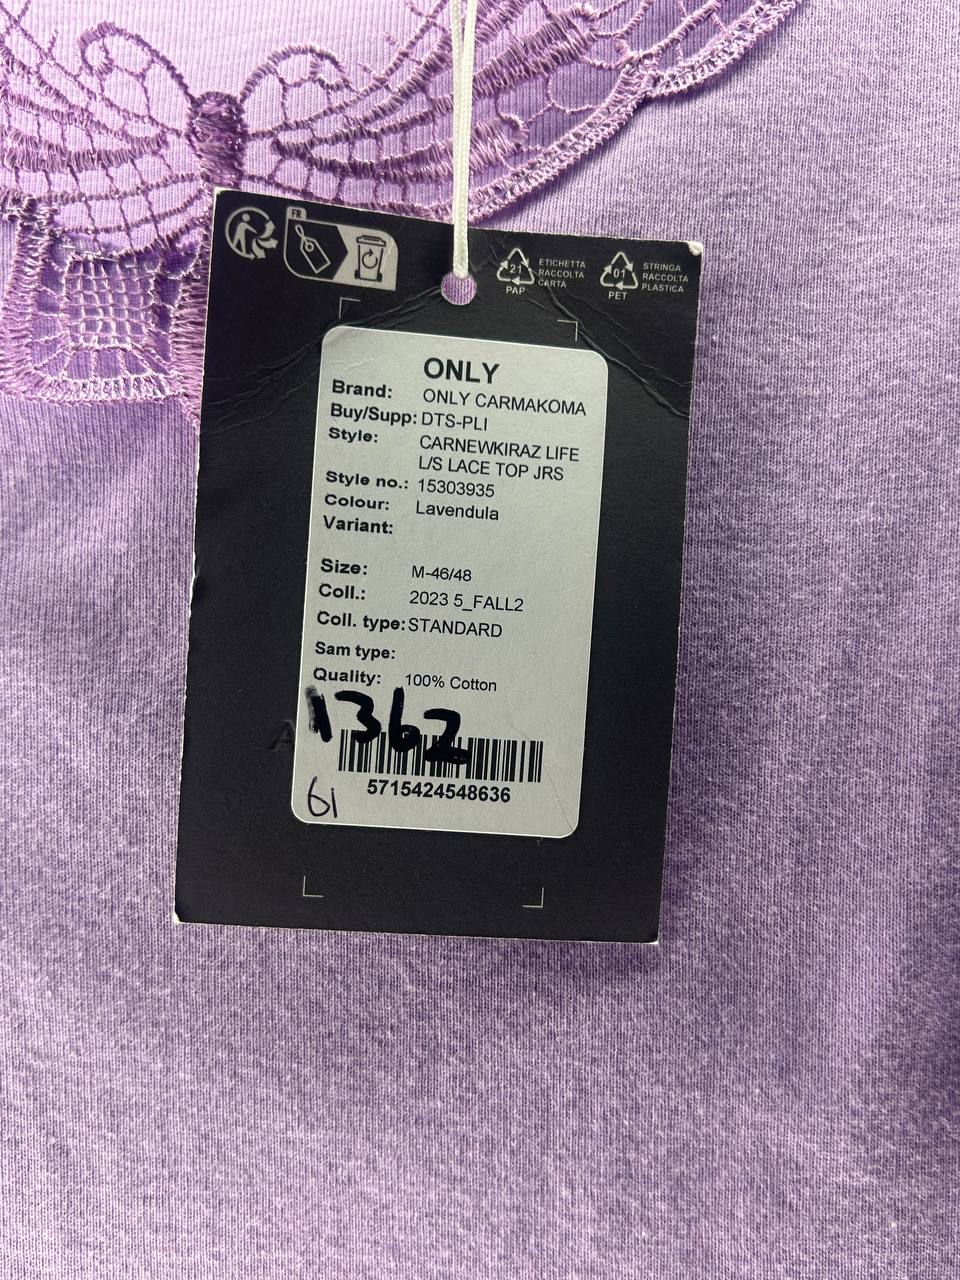 FR
21
PAP
ETICHETTA
RACCOLTA
CARTA
01
PET
STRINGA
RACCOLTA
PLASTICA
ONLY
Brand: ONLY CARMAKOMA
Buy/Supp: DTS-PLI
Style: CARNEWKIRAZ LIFE
L/S LACE TOP JRS
Style no.: 15303935
Colour: Lavendula
Variant:
Size: M-46/48
Coll.: 2023 5_FALL2
Coll. type: STANDARD
Sam type:
Quality: 100% Cotton
1362
5715424548636
6i